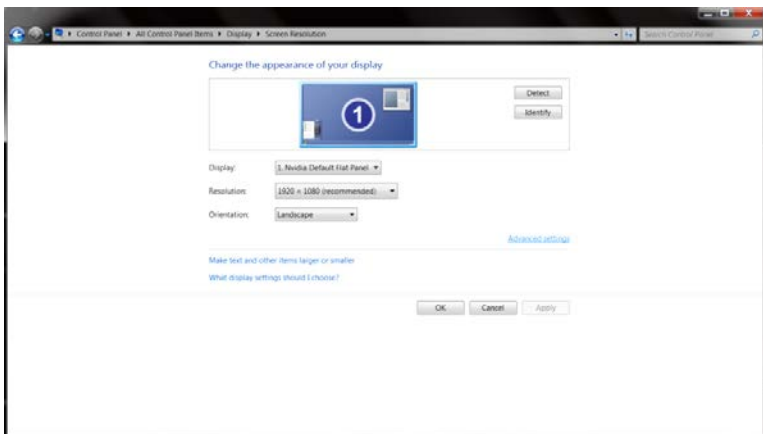 Control Panel ▸ All Control Panel Items ▸ Display ▸ Screen Resolution
Search Control Panel
Change the appearance of your display
1
Detect
Identify
Display: 1. Nvidia Default Flat Panel
Resolution: 1920 × 1080 (recommended)
Orientation: Landscape
Advanced settings
Make text and other items larger or smaller
What display settings should I choose?
OK Cancel Apply